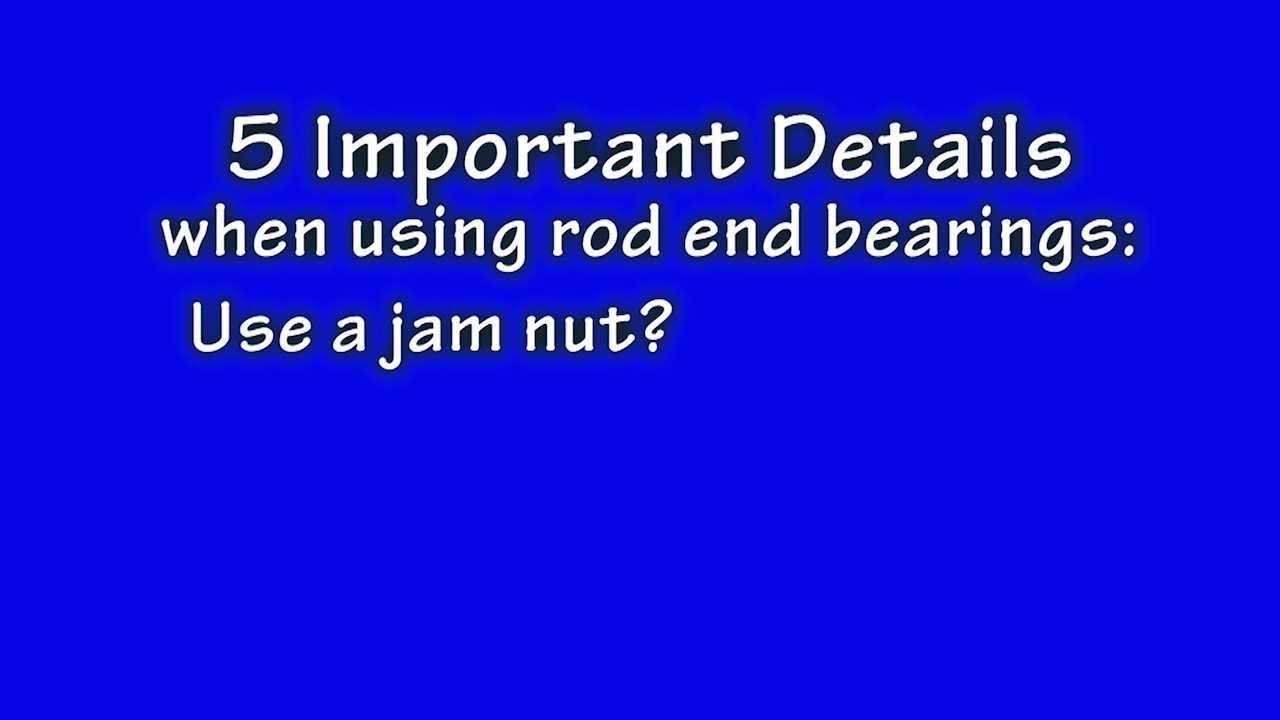 5 Important Details
when using rod end bearings:
Use a jam nut?